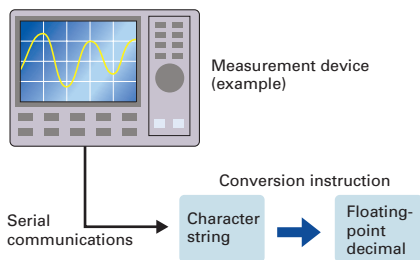 Measurement device
(example)
Conversion instruction
Serial
communications
Character
string
Floating-
point
decimal